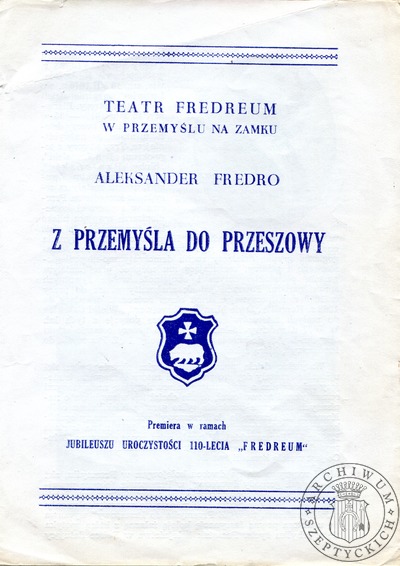 TEATR FREDREUM
W PRZEMYŚLU NA ZAMKU
ALEKSANDER FREDRO
Z PRZEMYŚLA DO PRZESZOWY
Premiera w ramach
JUBILEUSZU UROCZYSTOŚCI 110-LECIA „FREDREUM"
ARCHIWUM SZEPTYCKICH